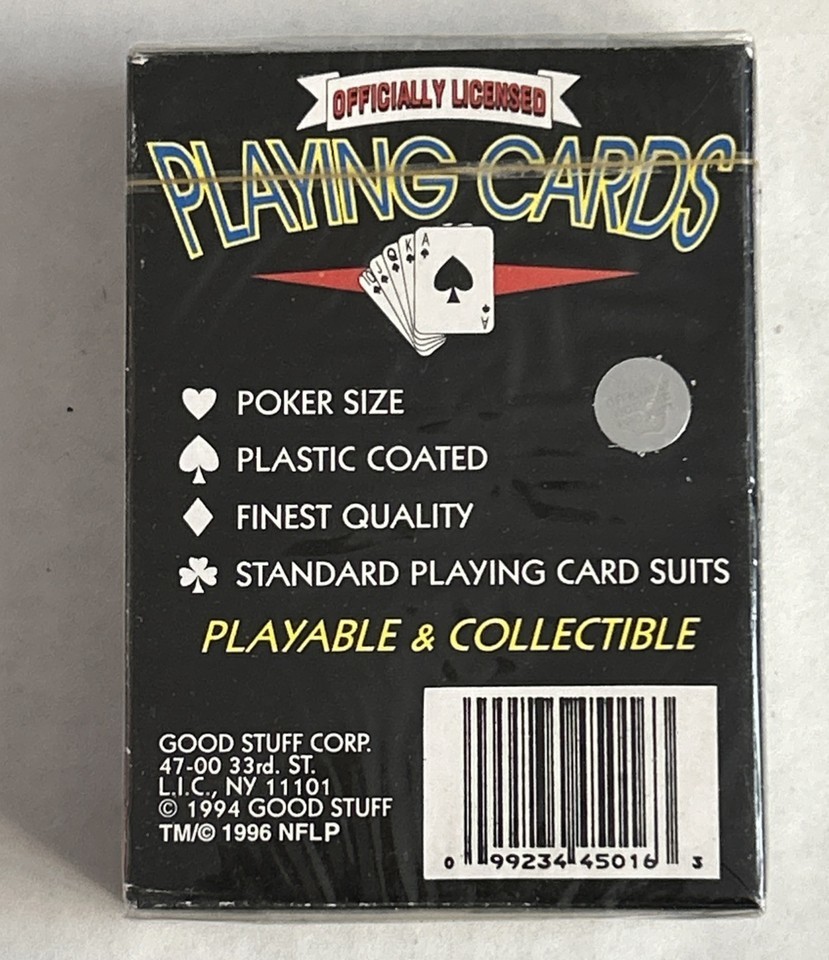 OFFICIALLY LICENSED
PLAYING CARDS
Q J Q K A
A
POKER SIZE
PLASTIC COATED
FINEST QUALITY
STANDARD PLAYING CARD SUITS
PLAYABLE & COLLECTIBLE
GOOD STUFF CORP.
47-00 33rd. ST.
L.I.C., NY 11101
© 1994 GOOD STUFF
TM/© 1996 NFLP
0 99234 45016 3